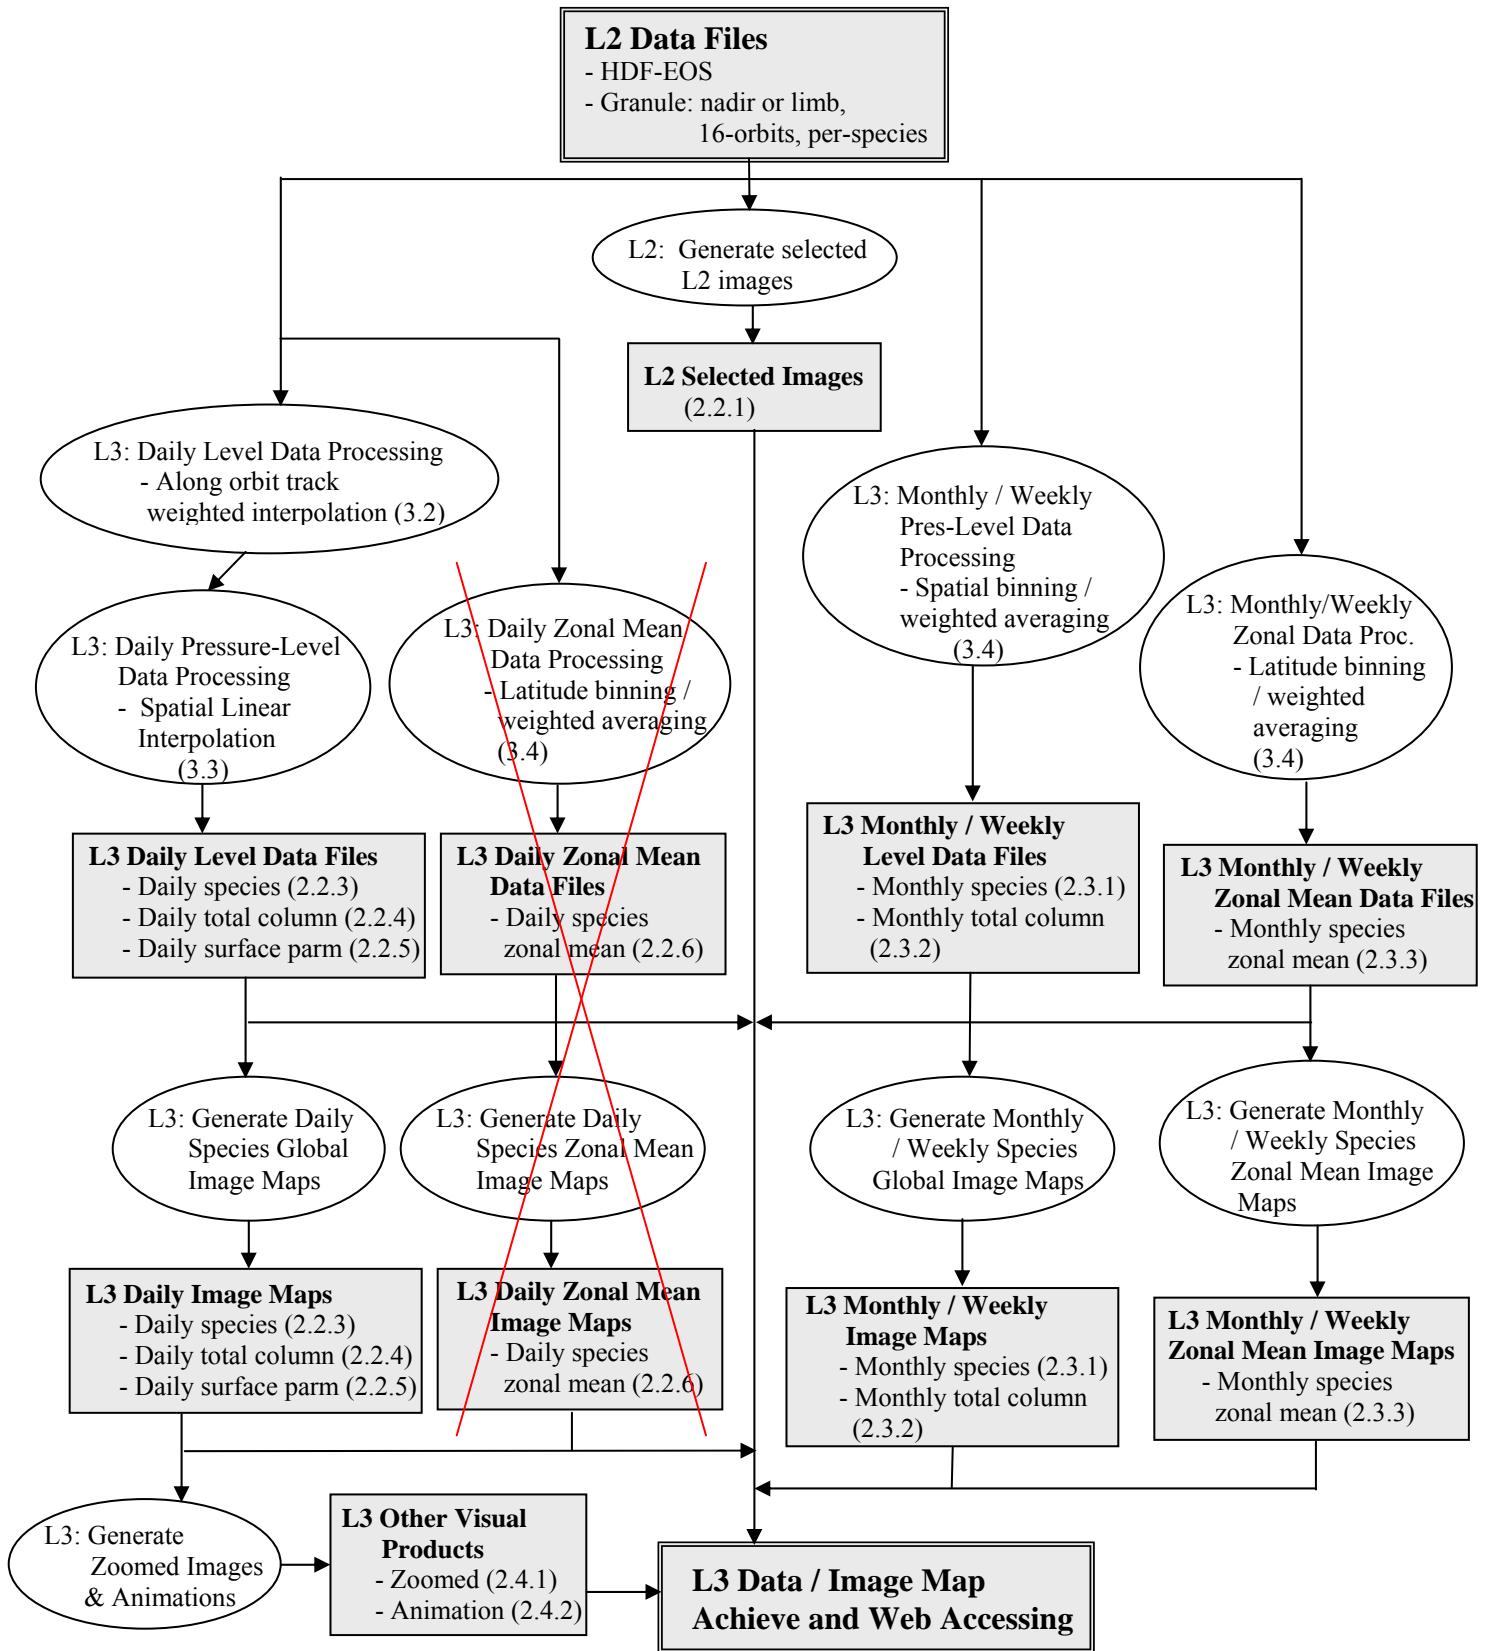 L2 Data Files
- HDF-EOS
- Granule: nadir or limb,
16-orbits, per-species
L2: Generate selected
L2 images
L2 Selected Images
(2.2.1)
L3: Daily Level Data Processing
- Along orbit track
weighted interpolation (3.2)
L3: Daily Pressure-Level
Data Processing
- Spatial Linear
Interpolation
(3.3)
L3: Daily Zonal Mean
Data Processing
- Latitude binning /
weighted averaging
(3.4)
L3: Monthly / Weekly
Pres-Level Data
Processing
- Spatial binning /
weighted averaging
(3.4)
L3: Monthly/Weekly
Zonal Data Proc.
- Latitude binning
/ weighted
averaging
(3.4)
L3 Daily Level Data Files
- Daily species (2.2.3)
- Daily total column (2.2.4)
- Daily surface parm (2.2.5)
L3 Daily Zonal Mean
Data Files
- Daily species
zonal mean (2.2.6)
L3 Monthly / Weekly
Level Data Files
- Monthly species (2.3.1)
- Monthly total column
(2.3.2)
L3 Monthly / Weekly
Zonal Mean Data Files
- Monthly species
zonal mean (2.3.3)
L3: Generate Daily
Species Global
Image Maps
L3: Generate Daily
Species Zonal Mean
Image Maps
L3: Generate Monthly
/ Weekly Species
Global Image Maps
L3: Generate Monthly
/ Weekly Species
Zonal Mean Image
Maps
L3 Daily Image Maps
- Daily species (2.2.3)
- Daily total column (2.2.4)
- Daily surface parm (2.2.5)
L3 Daily Zonal Mean
Image Maps
- Daily species
zonal mean (2.2.6)
L3 Monthly / Weekly
Image Maps
- Monthly species (2.3.1)
- Monthly total column
(2.3.2)
L3 Monthly / Weekly
Zonal Mean Image Maps
- Monthly species
zonal mean (2.3.3)
L3: Generate
Zoomed Images
& Animations
L3 Other Visual
Products
- Zoomed (2.4.1)
- Animation (2.4.2)
L3 Data / Image Map
Achieve and Web Accessing